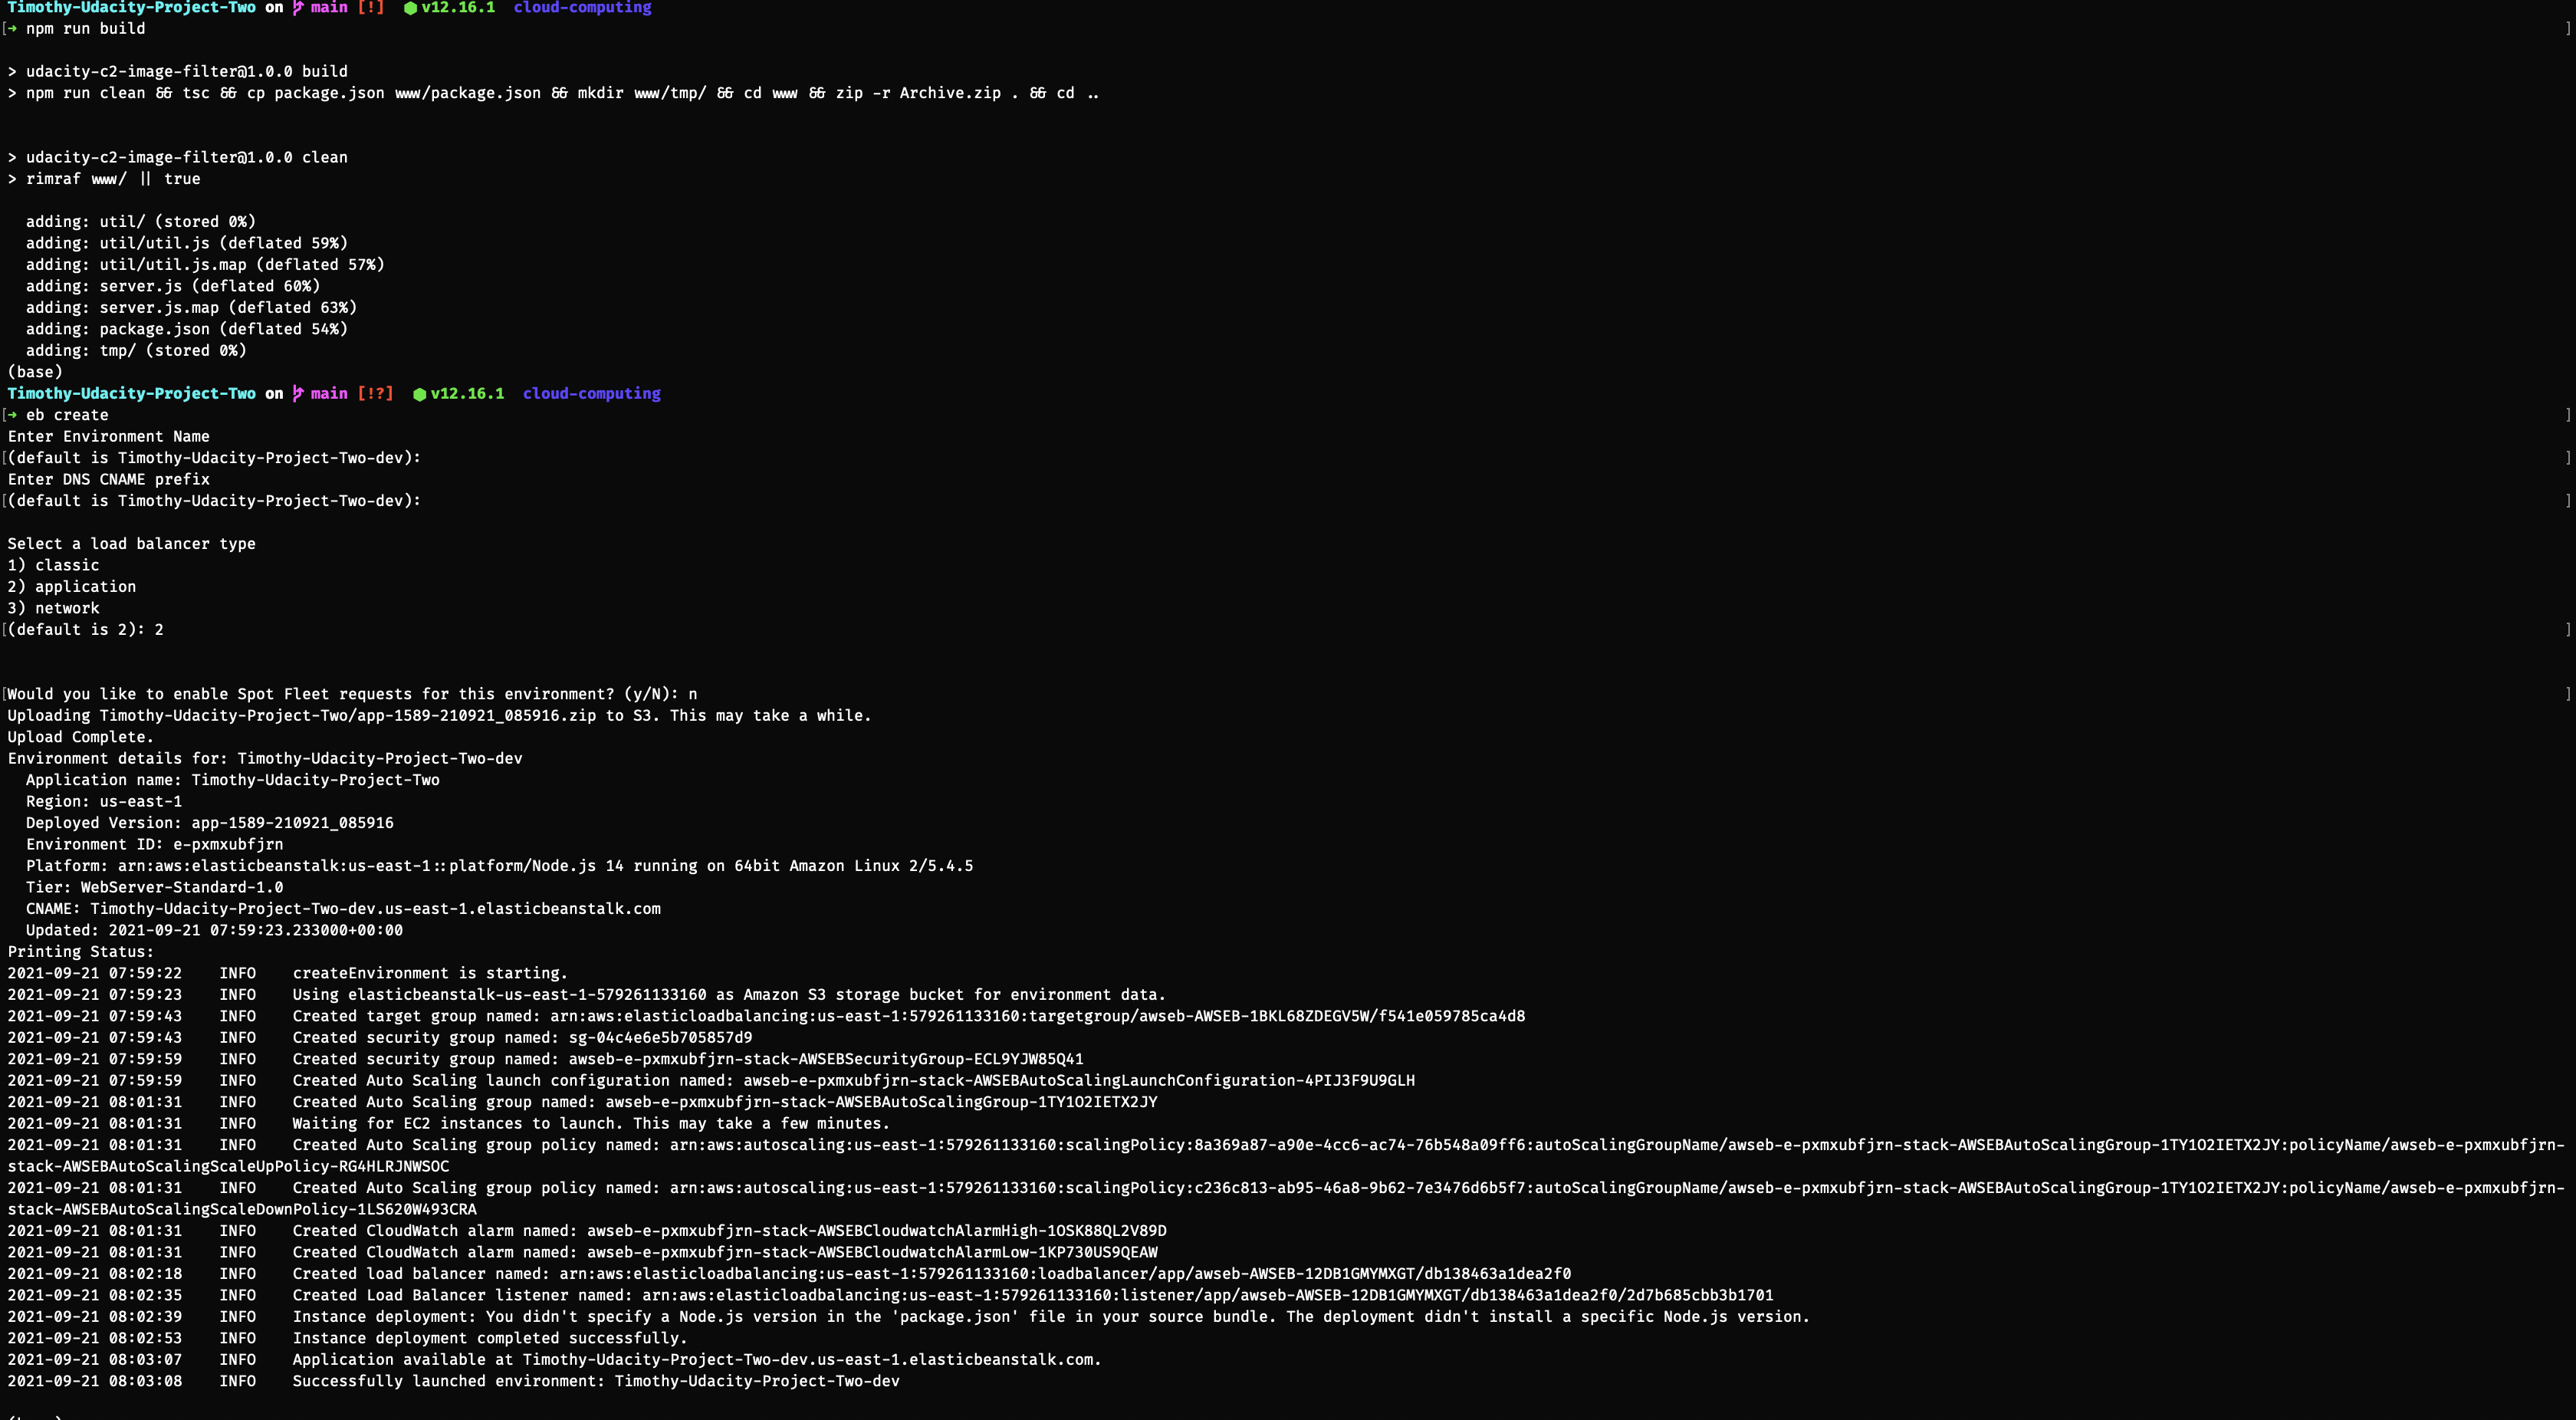 Timothy-Udacity-Project-Two on main [!] v12.16.1 cloud-computing
[→ npm run build ]
> udacity-c2-image-filter@1.0.0 build
> npm run clean && tsc && cp package.json www/package.json && mkdir www/tmp/ && cd www && zip -r Archive.zip . && cd ..
> udacity-c2-image-filter@1.0.0 clean
> rimraf www/ || true
adding: util/ (stored 0%)
adding: util/util.js (deflated 59%)
adding: util/util.js.map (deflated 57%)
adding: server.js (deflated 60%)
adding: server.js.map (deflated 63%)
adding: package.json (deflated 54%)
adding: tmp/ (stored 0%)
(base)
Timothy-Udacity-Project-Two on main [!?] v12.16.1 cloud-computing
[→ eb create ]
Enter Environment Name
[(default is Timothy-Udacity-Project-Two-dev): ]
Enter DNS CNAME prefix
[(default is Timothy-Udacity-Project-Two-dev): ]
Select a load balancer type
1) classic
2) application
3) network
[(default is 2): 2 ]
[Would you like to enable Spot Fleet requests for this environment? (y/N): n ]
Uploading Timothy-Udacity-Project-Two/app-1589-210921_085916.zip to S3. This may take a while.
Upload Complete.
Environment details for: Timothy-Udacity-Project-Two-dev
Application name: Timothy-Udacity-Project-Two
Region: us-east-1
Deployed Version: app-1589-210921_085916
Environment ID: e-pxmxubfjrn
Platform: arn:aws:elasticbeanstalk:us-east-1::platform/Node.js 14 running on 64bit Amazon Linux 2/5.4.5
Tier: WebServer-Standard-1.0
CNAME: Timothy-Udacity-Project-Two-dev.us-east-1.elasticbeanstalk.com
Updated: 2021-09-21 07:59:23.233000+00:00
Printing Status:
2021-09-21 07:59:22 INFO createEnvironment is starting.
2021-09-21 07:59:23 INFO Using elasticbeanstalk-us-east-1-579261133160 as Amazon S3 storage bucket for environment data.
2021-09-21 07:59:43 INFO Created target group named: arn:aws:elasticloadbalancing:us-east-1:579261133160:targetgroup/awseb-AWSEB-1BKL68ZDEGV5W/f541e059785ca4d8
2021-09-21 07:59:43 INFO Created security group named: sg-04c4e6e5b705857d9
2021-09-21 07:59:59 INFO Created security group named: awseb-e-pxmxubfjrn-stack-AWSEBSecurityGroup-ECL9YJW85Q41
2021-09-21 07:59:59 INFO Created Auto Scaling launch configuration named: awseb-e-pxmxubfjrn-stack-AWSEBAutoScalingLaunchConfiguration-4PIJ3F9U9GLH
2021-09-21 08:01:31 INFO Created Auto Scaling group named: awseb-e-pxmxubfjrn-stack-AWSEBAutoScalingGroup-1TY1O2IETX2JY
2021-09-21 08:01:31 INFO Waiting for EC2 instances to launch. This may take a few minutes.
2021-09-21 08:01:31 INFO Created Auto Scaling group policy named: arn:aws:autoscaling:us-east-1:579261133160:scalingPolicy:8a369a87-a90e-4cc6-ac74-76b548a09ff6:autoScalingGroupName/awseb-e-pxmxubfjrn-stack-AWSEBAutoScalingGroup-1TY1O2IETX2JY:policyName/awseb-e-pxmxubfjrn-
stack-AWSEBAutoScalingScaleUpPolicy-RG4HLRJNWSOC
2021-09-21 08:01:31 INFO Created Auto Scaling group policy named: arn:aws:autoscaling:us-east-1:579261133160:scalingPolicy:c236c813-ab95-46a8-9b62-7e3476d6b5f7:autoScalingGroupName/awseb-e-pxmxubfjrn-stack-AWSEBAutoScalingGroup-1TY1O2IETX2JY:policyName/awseb-e-pxmxubfjrn-
stack-AWSEBAutoScalingScaleDownPolicy-1LS620W493CRA
2021-09-21 08:01:31 INFO Created CloudWatch alarm named: awseb-e-pxmxubfjrn-stack-AWSEBCloudwatchAlarmHigh-1OSK88QL2V89D
2021-09-21 08:01:31 INFO Created CloudWatch alarm named: awseb-e-pxmxubfjrn-stack-AWSEBCloudwatchAlarmLow-1KP730US9QEAW
2021-09-21 08:02:18 INFO Created load balancer named: arn:aws:elasticloadbalancing:us-east-1:579261133160:loadbalancer/app/awseb-AWSEB-12DB1GMYMXGT/db138463a1dea2f0
2021-09-21 08:02:35 INFO Created Load Balancer listener named: arn:aws:elasticloadbalancing:us-east-1:579261133160:listener/app/awseb-AWSEB-12DB1GMYMXGT/db138463a1dea2f0/2d7b685cbb3b1701
2021-09-21 08:02:39 INFO Instance deployment: You didn't specify a Node.js version in the 'package.json' file in your source bundle. The deployment didn't install a specific Node.js version.
2021-09-21 08:02:53 INFO Instance deployment completed successfully.
2021-09-21 08:03:07 INFO Application available at Timothy-Udacity-Project-Two-dev.us-east-1.elasticbeanstalk.com.
2021-09-21 08:03:08 INFO Successfully launched environment: Timothy-Udacity-Project-Two-dev